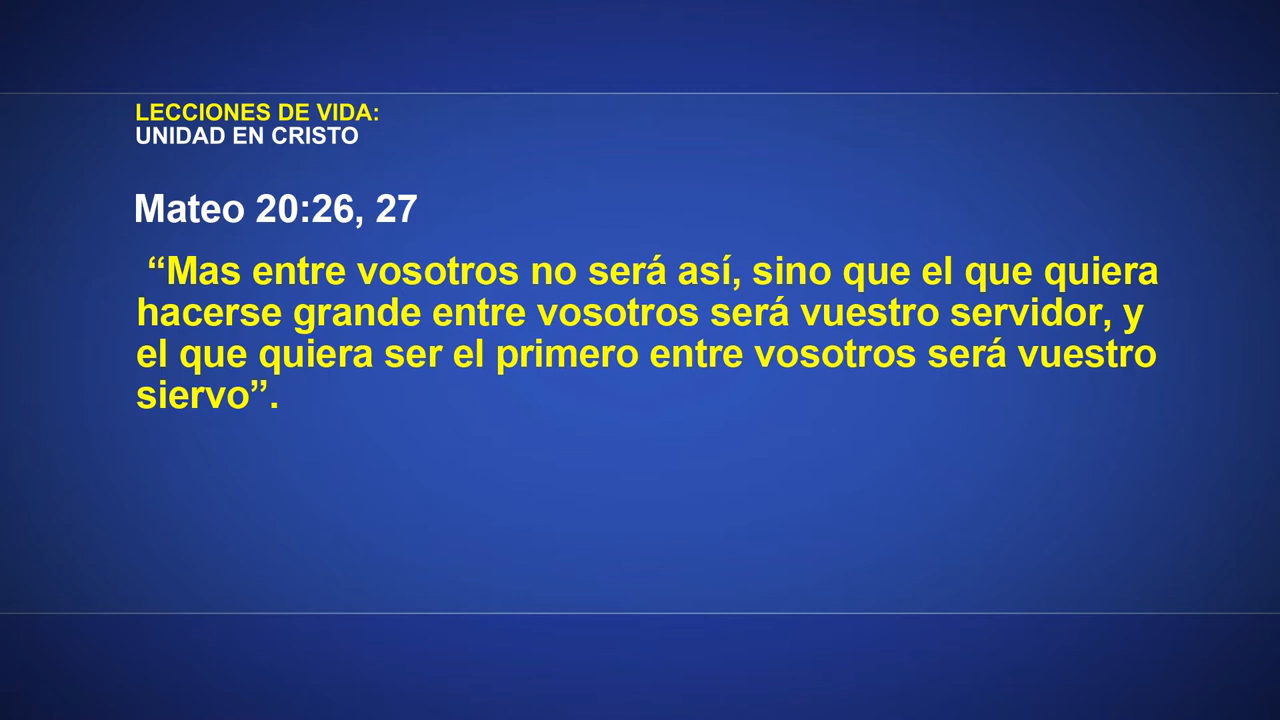 LECCIONES DE VIDA:
UNIDAD EN CRISTO
Mateo 20:26, 27
“Mas entre vosotros no será así, sino que el que quiera
hacerse grande entre vosotros será vuestro servidor, y
el que quiera ser el primero entre vosotros será vuestro
siervo”.